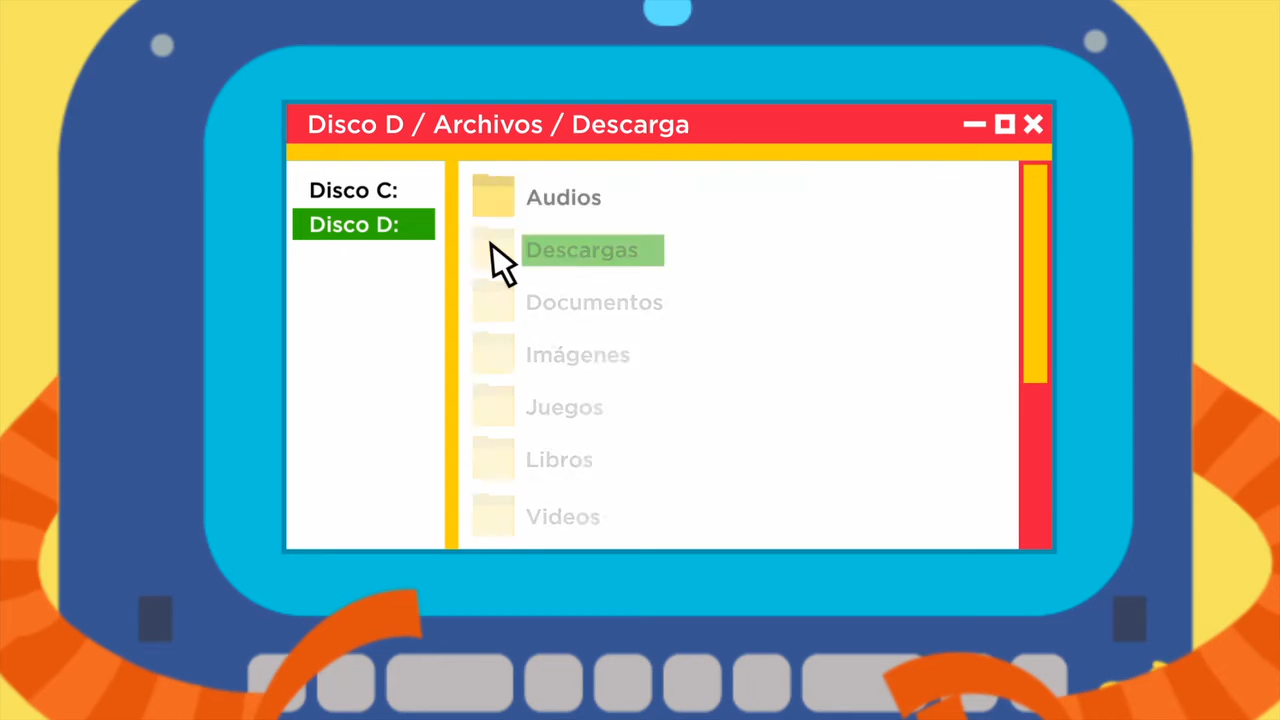 Disco D / Archivos / Descarga
Disco C:
Disco D:
Audios
Descargas
Documentos
Imágenes
Juegos
Libros
Videos